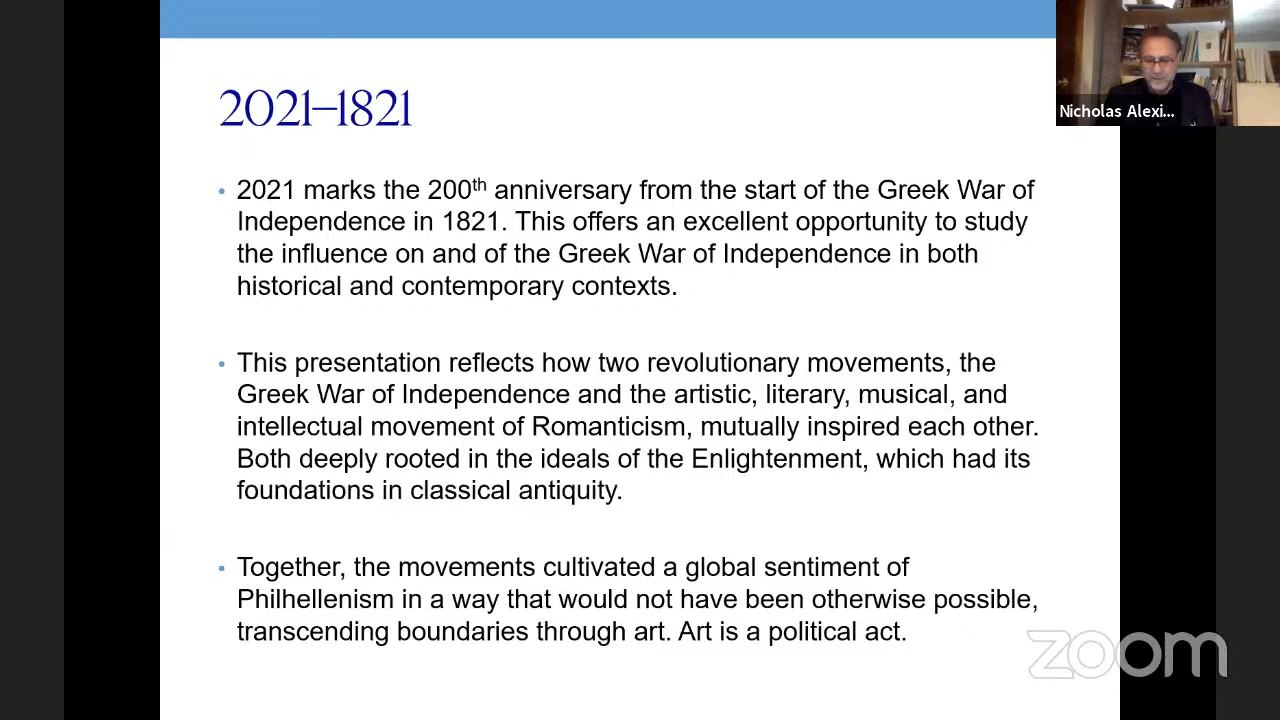 2021–1821
Nicholas Alexi...
• 2021 marks the 200th anniversary from the start of the Greek War of
Independence in 1821. This offers an excellent opportunity to study
the influence on and of the Greek War of Independence in both
historical and contemporary contexts.
• This presentation reflects how two revolutionary movements, the
Greek War of Independence and the artistic, literary, musical, and
intellectual movement of Romanticism, mutually inspired each other.
Both deeply rooted in the ideals of the Enlightenment, which had its
foundations in classical antiquity.
• Together, the movements cultivated a global sentiment of
Philhellenism in a way that would not have been otherwise possible,
transcending boundaries through art. Art is a political act.
zoom